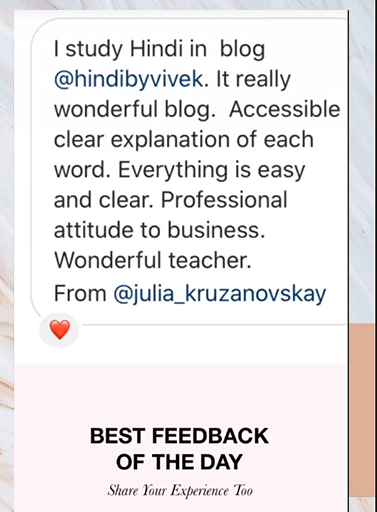 I study Hindi in  blog
@hindibyvivek. It really
wonderful blog.  Accessible
clear explanation of each
word. Everything is easy
and clear. Professional
attitude to business.
Wonderful teacher.
From @julia_kruzanovskay
BEST FEEDBACK
OF THE DAY
Share Your Experience Too